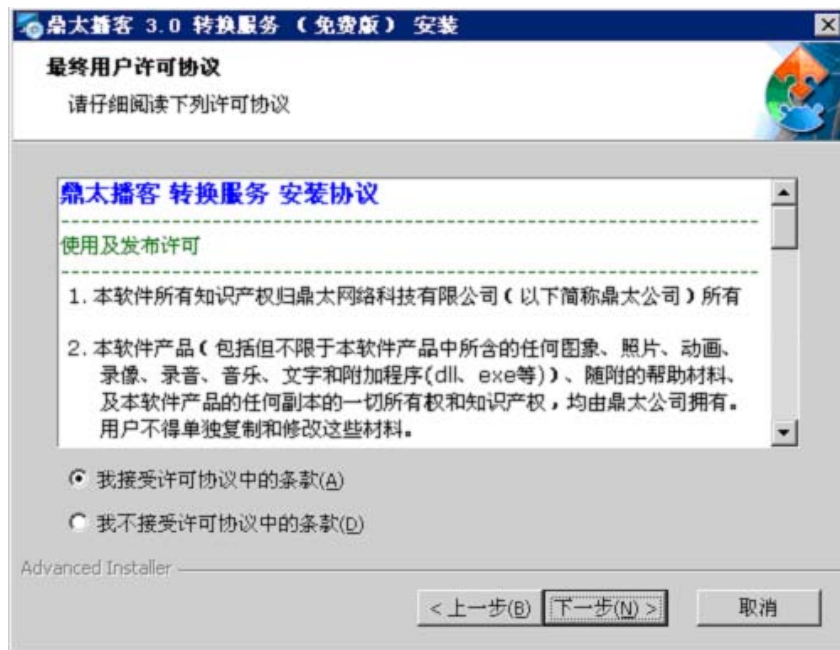 鼎太播客 3.0 转换服务 （免费版） 安装
最终用户许可协议
请仔细阅读下列许可协议
鼎太播客 转换服务 安装协议
使用及发布许可
1. 本软件所有知识产权归鼎太网络科技有限公司（以下简称鼎太公司）所有
2. 本软件产品（包括但不限于本软件产品中所含的任何图象、照片、动画、
录像、录音、音乐、文字和附加程序(dll、exe等)）、随附的帮助材料、
及本软件产品的任何副本的一切所有权和知识产权，均由鼎太公司拥有。
用户不得单独复制和修改这些材料。
我接受许可协议中的条款(A)
我不接受许可协议中的条款(D)
Advanced Installer
< 上一步(B) 下一步(N) > 取消